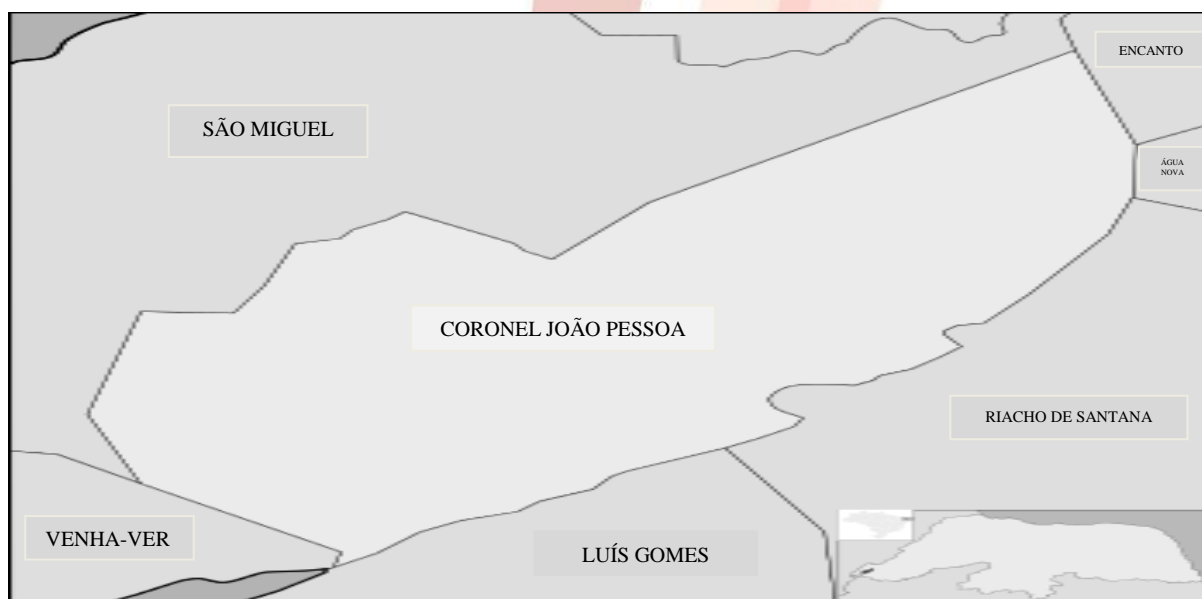 ENCANTO
SÃO MIGUEL
ÁGUA
NOVA
CORONEL JOÃO PESSOA
RIACHO DE SANTANA
VENHA-VER
LUÍS GOMES